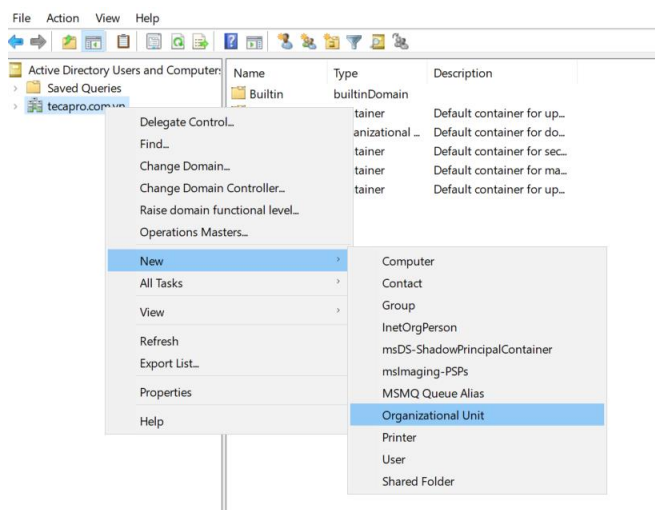 File Action View Help
Active Directory Users and Computer:
Saved Queries
tecapro.com.vn
Name Type Description
Builtin builtinDomain
tainer Default container for up...
anizational ... Default container for do...
tainer Default container for sec...
tainer Default container for ma...
tainer Default container for up...
Delegate Control...
Find...
Change Domain...
Change Domain Controller...
Raise domain functional level...
Operations Masters...
New
All Tasks
View
Refresh
Export List...
Properties
Help
Computer
Contact
Group
InetOrgPerson
msDS-ShadowPrincipalContainer
msImaging-PSPs
MSMQ Queue Alias
Organizational Unit
Printer
User
Shared Folder